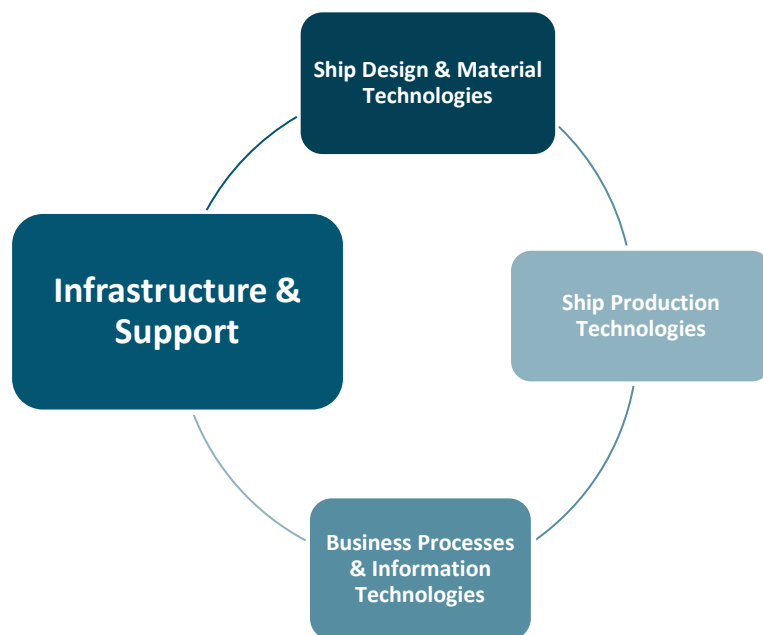 Ship Design & Material
Technologies
Infrastructure &
Support
Ship Production
Technologies
Business Processes
& Information
Technologies